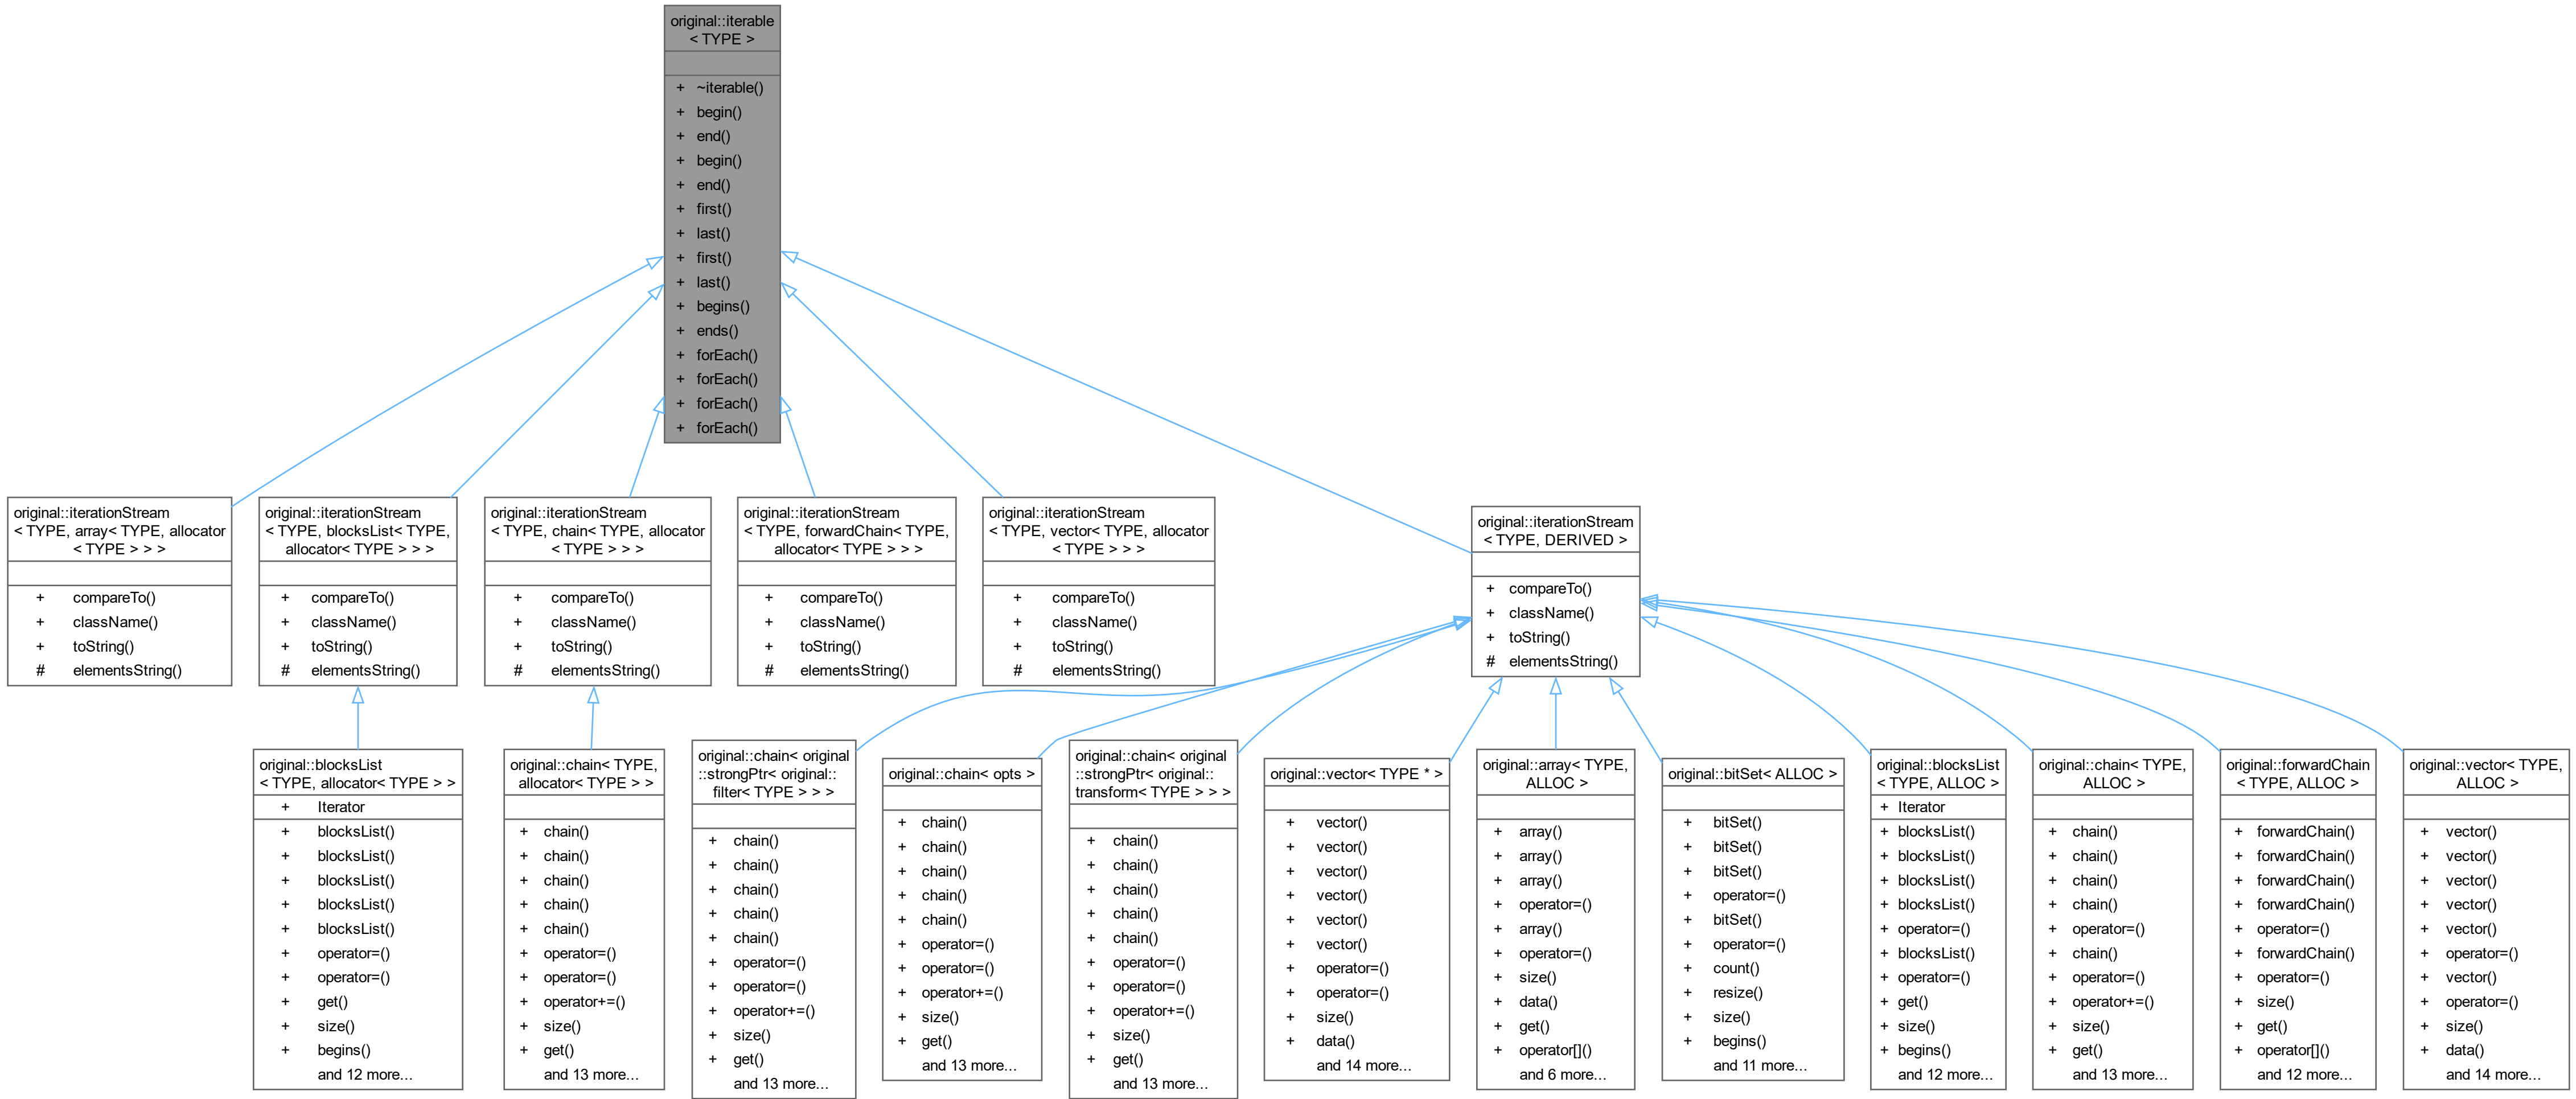 original::iterable
< TYPE >
+ ~iterable()
+ begin()
+ end()
+ begin()
+ end()
+ first()
+ last()
+ first()
+ last()
+ begins()
+ ends()
+ forEach()
+ forEach()
+ forEach()
+ forEach()
original::iterationStream
< TYPE, array< TYPE, allocator
< TYPE > > >
+ compareTo()
+ className()
+ toString()
# elementsString()
original::iterationStream
< TYPE, blocksList< TYPE,
allocator< TYPE > > >
+ compareTo()
+ className()
+ toString()
# elementsString()
original::iterationStream
< TYPE, chain< TYPE, allocator
< TYPE > > >
+ compareTo()
+ className()
+ toString()
# elementsString()
original::iterationStream
< TYPE, forwardChain< TYPE,
allocator< TYPE > > >
+ compareTo()
+ className()
+ toString()
# elementsString()
original::iterationStream
< TYPE, vector< TYPE, allocator
< TYPE > > >
+ compareTo()
+ className()
+ toString()
# elementsString()
original::iterationStream
< TYPE, DERIVED >
+ compareTo()
+ className()
+ toString()
# elementsString()
original::blocksList
< TYPE, allocator< TYPE > >
+ Iterator
+ blocksList()
+ blocksList()
+ blocksList()
+ blocksList()
+ blocksList()
+ operator=()
+ operator=()
+ get()
+ size()
+ begins()
and 12 more...
original::chain< TYPE,
allocator< TYPE > >
+ chain()
+ chain()
+ chain()
+ chain()
+ chain()
+ operator=()
+ operator=()
+ operator+=()
+ size()
+ get()
and 13 more...
original::chain< original
::strongPtr< original::
filter< TYPE > > >
+ chain()
+ chain()
+ chain()
+ chain()
+ chain()
+ operator=()
+ operator=()
+ operator+=()
+ size()
+ get()
and 13 more...
original::chain< opts >
+ chain()
+ chain()
+ chain()
+ chain()
+ chain()
+ operator=()
+ operator=()
+ operator+=()
+ size()
+ get()
and 13 more...
original::chain< original
::strongPtr< original::
transform< TYPE > > >
+ chain()
+ chain()
+ chain()
+ chain()
+ chain()
+ operator=()
+ operator=()
+ operator+=()
+ size()
+ get()
and 13 more...
original::vector< TYPE * >
+ vector()
+ vector()
+ vector()
+ vector()
+ vector()
+ vector()
+ operator=()
+ operator=()
+ size()
+ data()
and 14 more...
original::array< TYPE,
ALLOC >
+ array()
+ array()
+ array()
+ operator=()
+ array()
+ operator=()
+ size()
+ data()
+ get()
+ operator[]()
and 6 more...
original::bitSet< ALLOC >
+ bitSet()
+ bitSet()
+ bitSet()
+ operator=()
+ bitSet()
+ operator=()
+ count()
+ resize()
+ size()
+ begins()
and 11 more...
original::blocksList
< TYPE, ALLOC >
+ Iterator
+ blocksList()
+ blocksList()
+ blocksList()
+ blocksList()
+ operator=()
+ blocksList()
+ operator=()
+ get()
+ size()
+ begins()
and 12 more...
original::chain< TYPE,
ALLOC >
+ chain()
+ chain()
+ chain()
+ chain()
+ operator=()
+ chain()
+ operator=()
+ operator+=()
+ size()
+ get()
and 13 more...
original::forwardChain
< TYPE, ALLOC >
+ forwardChain()
+ forwardChain()
+ forwardChain()
+ forwardChain()
+ operator=()
+ forwardChain()
+ operator=()
+ size()
+ get()
+ operator[]()
and 12 more...
original::vector< TYPE,
ALLOC >
+ vector()
+ vector()
+ vector()
+ vector()
+ vector()
+ operator=()
+ vector()
+ operator=()
+ size()
+ data()
and 14 more...